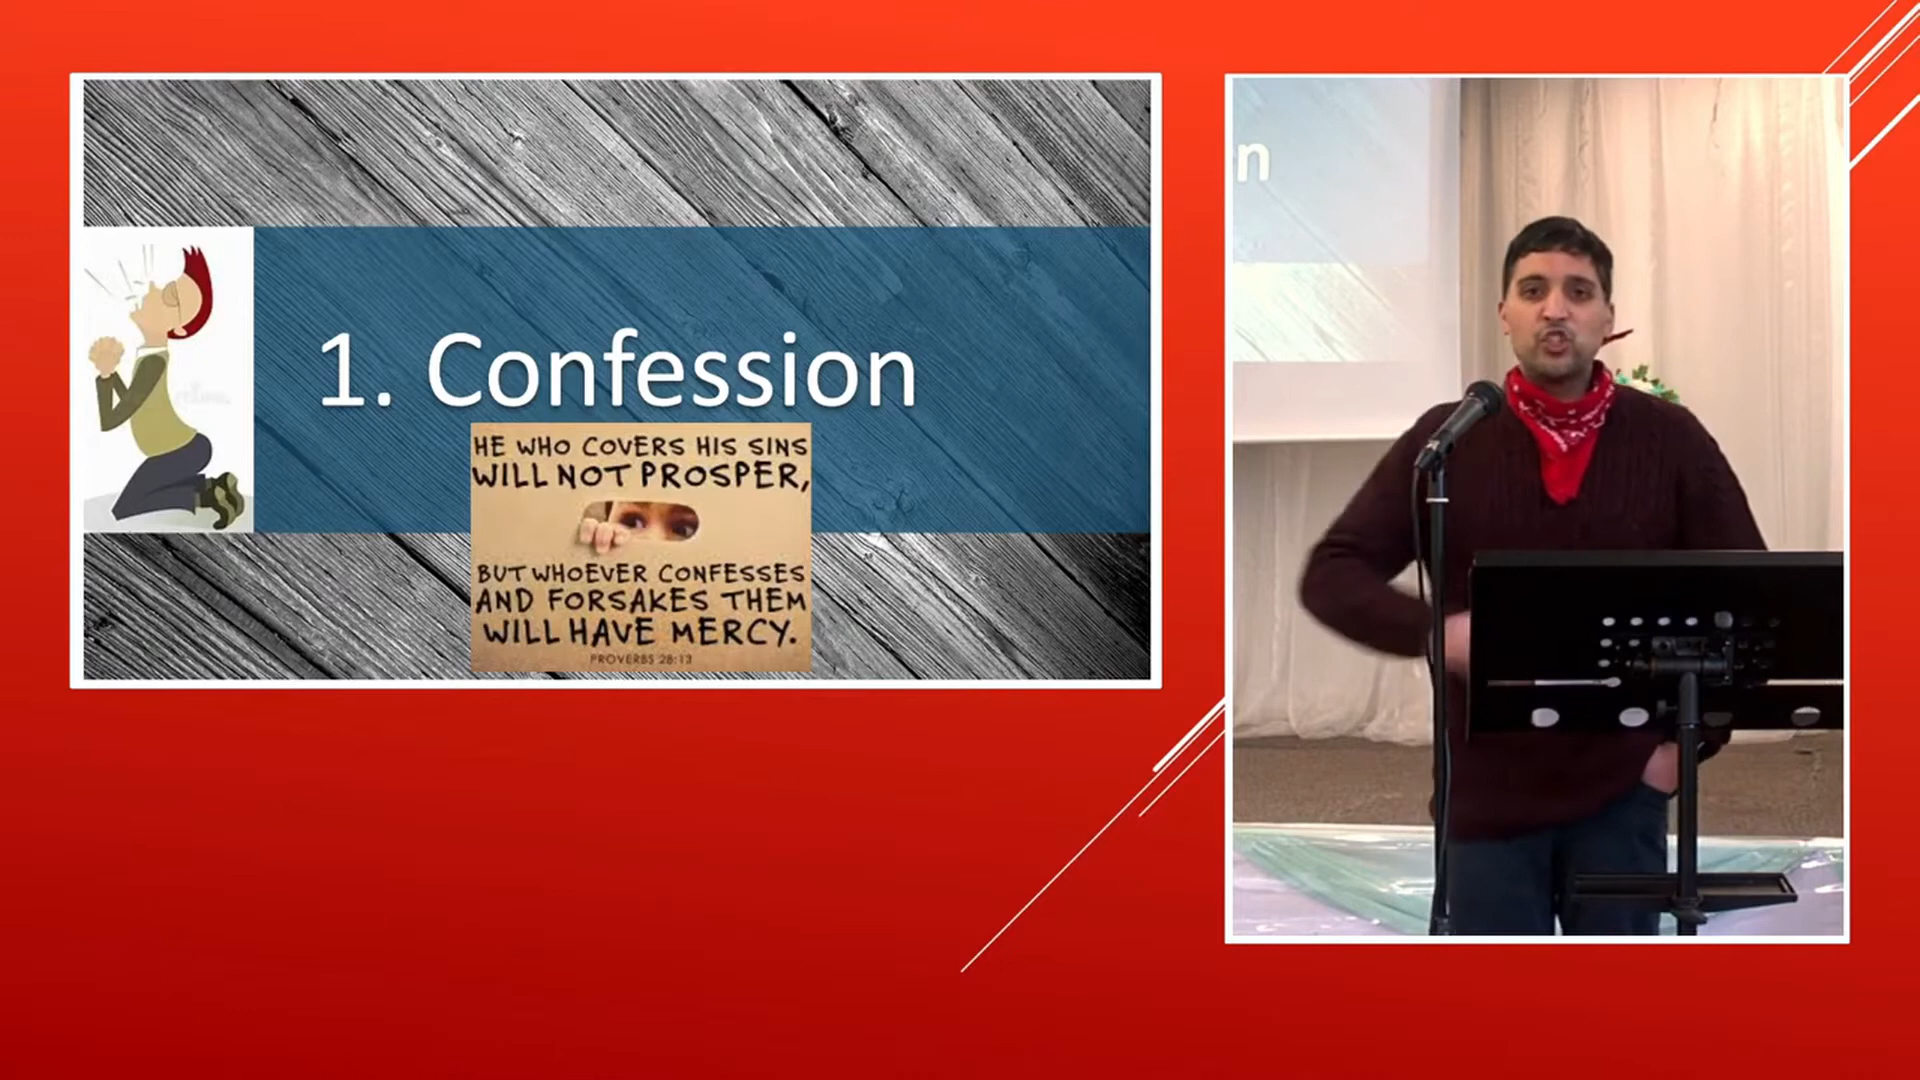 1. Confession
HE WHO COVERS HIS SINS
WILL NOT PROSPER,
BUT WHOEVER CONFESSES
AND FORSAKES THEM
WILL HAVE MERCY.
PROVERBS 28:13
n